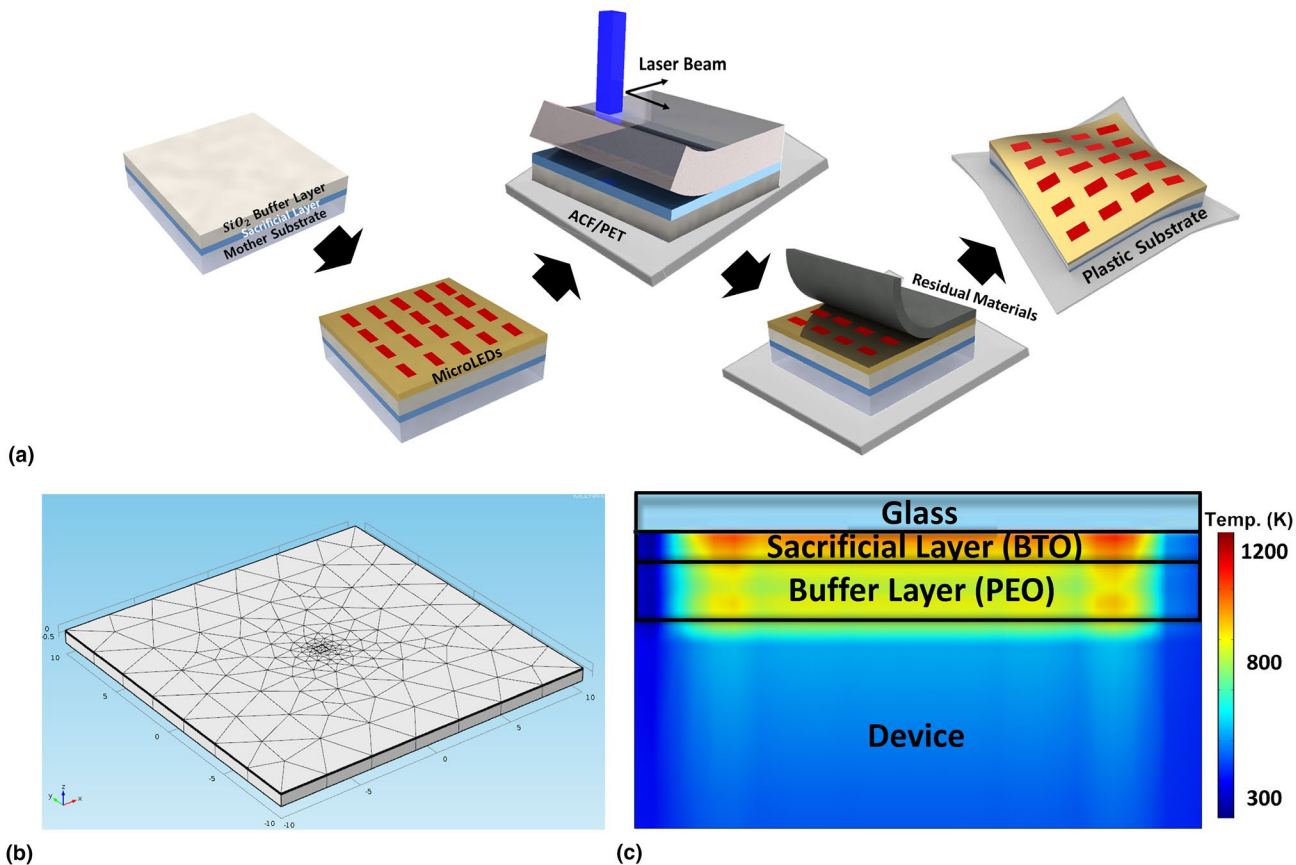 Laser Beam
SiO₂ Buffer Layer
Sacrificial Layer
Mother Substrate
ACF/PET
MicroLEDs
Residual Materials
Plastic Substrate
(a)
0
-0.5
10
5
0
-5
-10
-10
-5
0
5
10
y z x
(b)
Glass
Sacrificial Layer (BTO)
Buffer Layer (PEO)
Device
Temp. (K)
1200
800
300
(c)